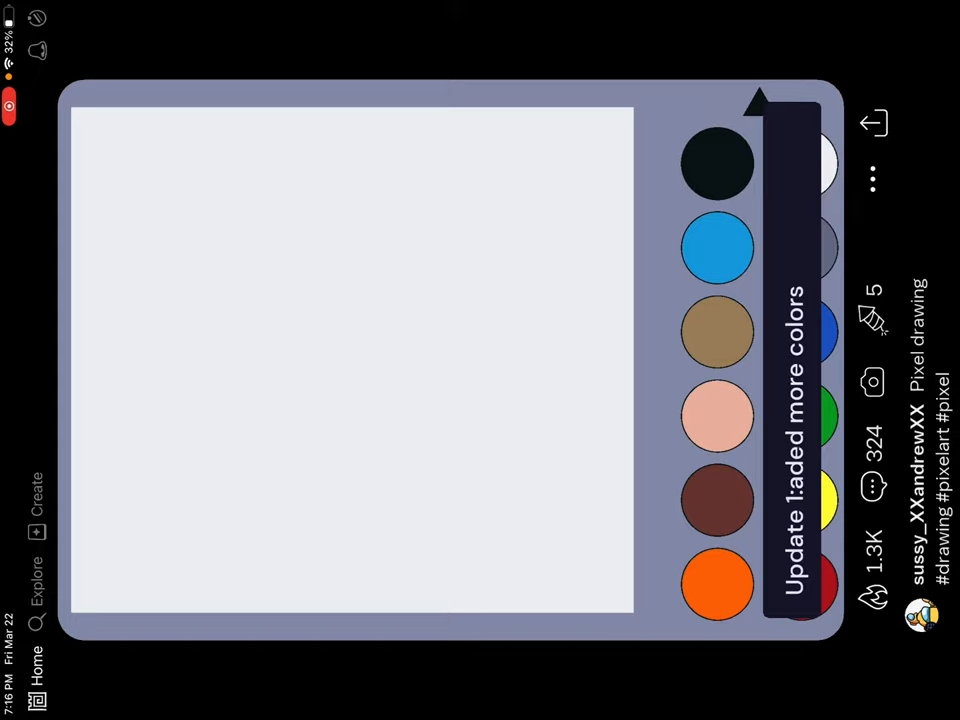 7:16 PM Fri Mar 22
32%
Home
Explore
Create
Update 1:aded more colors
1.3K
324
5
sussy_XXandrewXX Pixel drawing
#drawing #pixelart #pixel